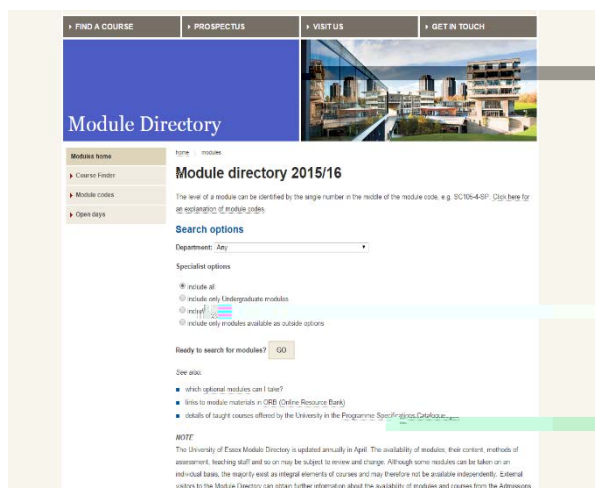 FIND A COURSE
PROSPECTUS
VISIT US
GET IN TOUCH
Module Directory
Modules home
Course Finder
Module codes
Open days
home modules
Module directory 2015/16
The level of a module can be identified by the single number in the middle of the module code, e.g. SC105-4-SP. Click here for
an explanation of module codes.
Search options
Department: Any
Specialist options
include all
include only Undergraduate modules
include only modules available as outside options
Ready to search for modules? GO
See also:
which optional modules can I take?
links to module materials in ORB (Online Resource Bank)
details of taught courses offered by the University in the Programme Specifications Catalogue
NOTE
The University of Essex Module Directory is updated annually in April. The availability of modules, their content, methods of
assessment, teaching staff and so on may be subject to review and change. Although some modules can be taken on an
individual basis, the majority exist as integral elements of courses and may therefore not be available independently. External
visitors to the Module Directory can obtain further information about the availability of modules and courses from the Admissions